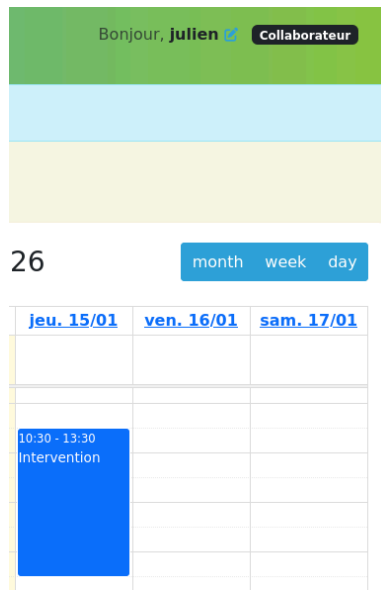 Bonjour, julien Collaborateur
26 month week day
jeu. 15/01 ven. 16/01 sam. 17/01
10:30 - 13:30
Intervention